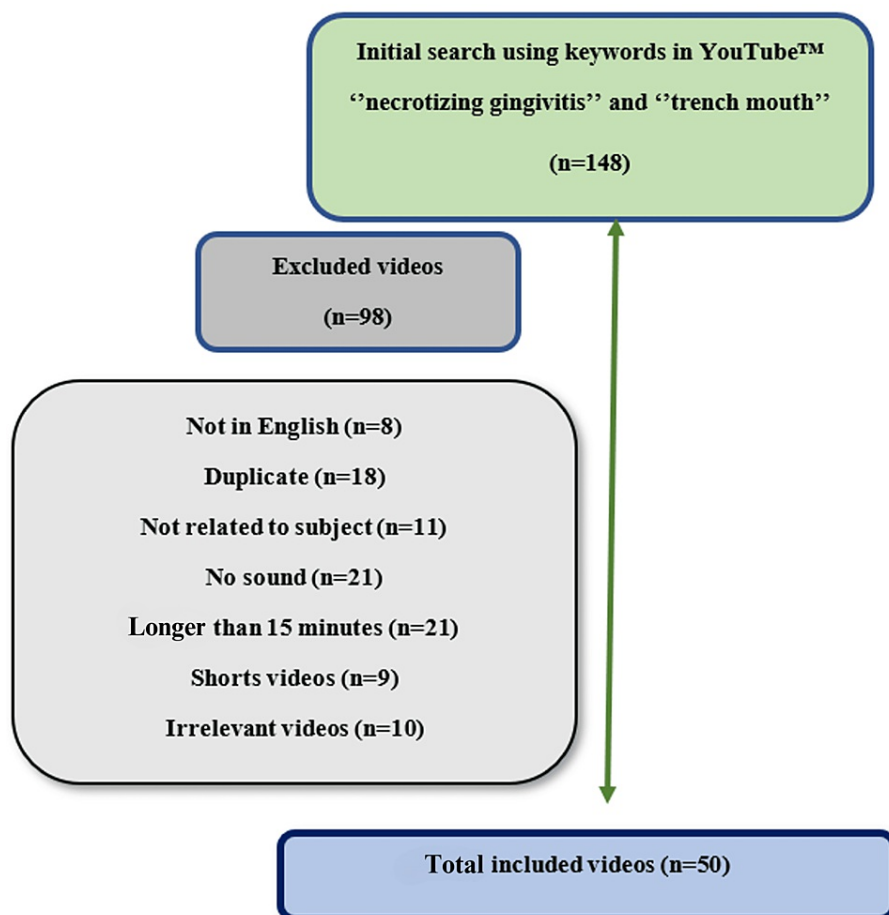 Initial search using keywords in YouTube™
‘’necrotizing gingivitis’’ and ‘’trench mouth’’
(n=148)
Excluded videos
(n=98)
Not in English (n=8)
Duplicate (n=18)
Not related to subject (n=11)
No sound (n=21)
Longer than 15 minutes (n=21)
Shorts videos (n=9)
Irrelevant videos (n=10)
Total included videos (n=50)